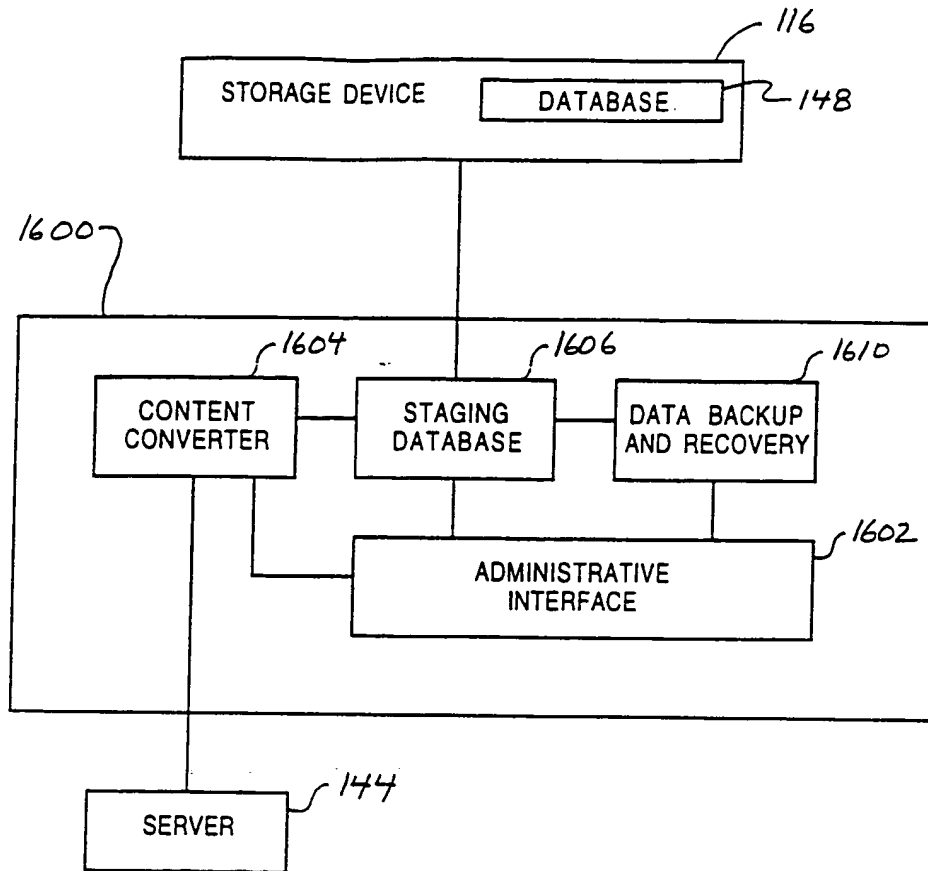 116
STORAGE DEVICE
DATABASE
148
1600
1604
1606
1610
CONTENT
CONVERTER
STAGING
DATABASE
DATA BACKUP
AND RECOVERY
1602
ADMINISTRATIVE
INTERFACE
144
SERVER